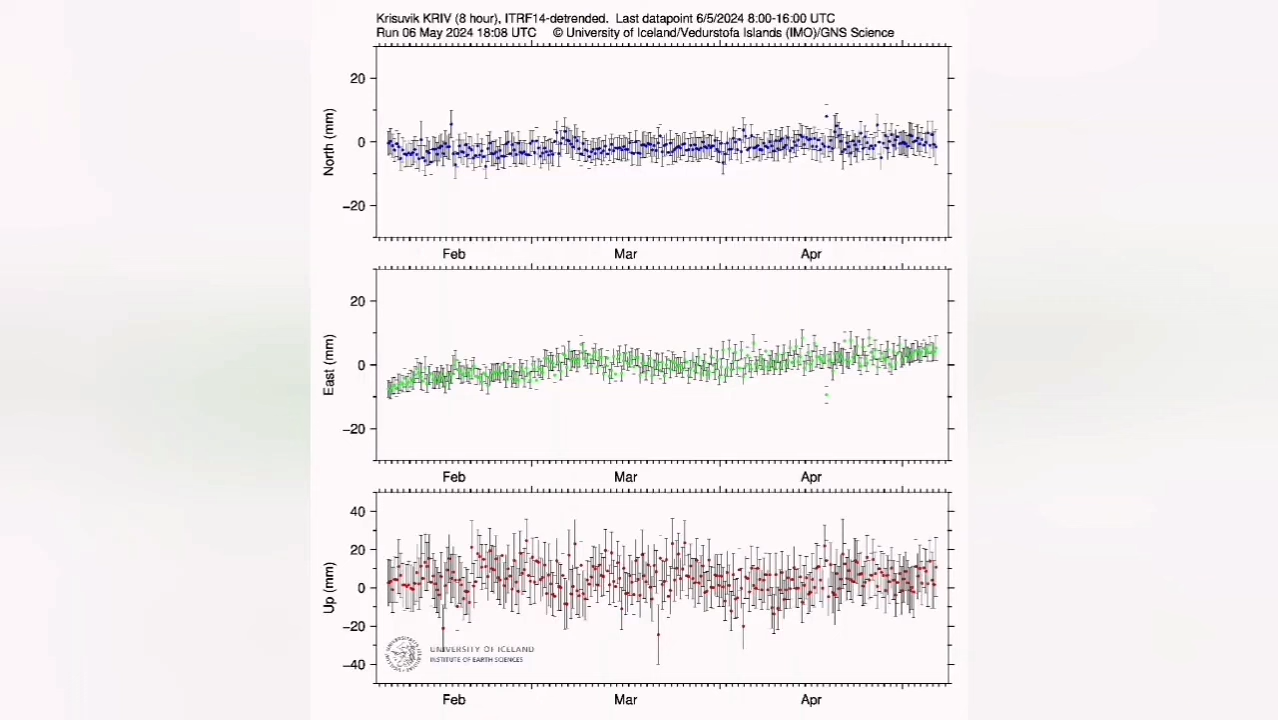 Krisuvik KRIV (8 hour), ITRF14-detrended. Last datapoint 6/5/2024 8:00-16:00 UTC
Run 06 May 2024 18:08 UTC © University of Iceland/Vedurstofa Islands (IMO)/GNS Science
20
0
−20
North (mm)
Feb Mar Apr
20
0
−20
East (mm)
Feb Mar Apr
40
20
0
−20
−40
Up (mm)
UNIVERSITY OF ICELAND
INSTITUTE OF EARTH SCIENCES
Feb Mar Apr